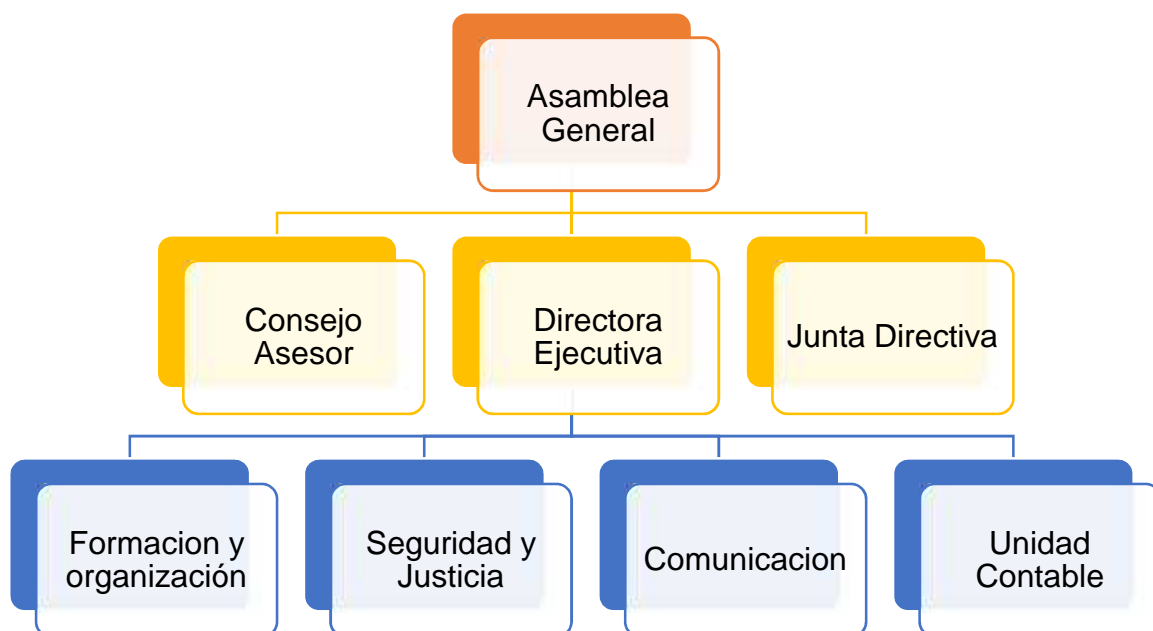 Asamblea
General
Consejo
Asesor
Directora
Ejecutiva
Junta Directiva
Formacion y
organización
Seguridad y
Justicia
Comunicacion
Unidad
Contable